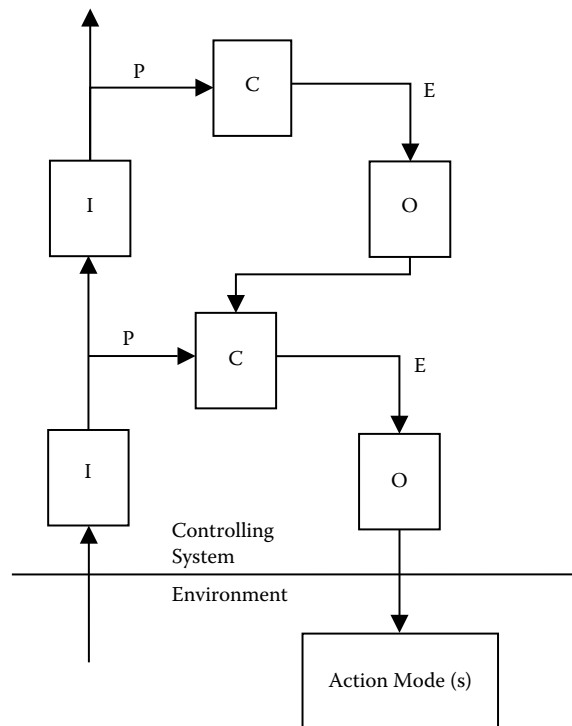 P
C
E
I
O
P
C
E
I
O
Controlling
System
Environment
Action Mode (s)